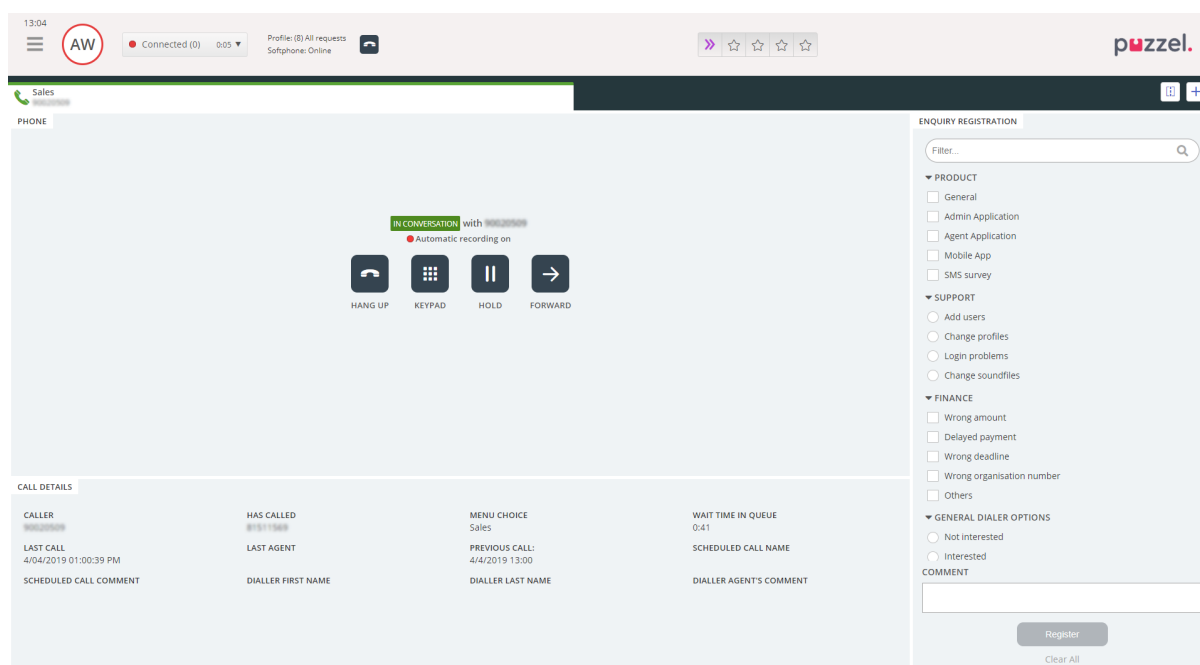 13:04
AW
Connected (0) 0:05
Profile: (8) All requests
Softphone: Online
puzzel.
Sales
PHONE
IN CONVERSATION with
Automatic recording on
HANG UP KEYPAD HOLD FORWARD
CALL DETAILS
CALLER HAS CALLED MENU CHOICE WAIT TIME IN QUEUE
Sales 0:41
LAST CALL LAST AGENT PREVIOUS CALL: SCHEDULED CALL NAME
4/04/2019 01:00:39 PM 4/4/2019 13:00
SCHEDULED CALL COMMENT DIALLER FIRST NAME DIALLER LAST NAME DIALLER AGENT'S COMMENT
ENQUIRY REGISTRATION
Filter...
PRODUCT
General
Admin Application
Agent Application
Mobile App
SMS survey
SUPPORT
Add users
Change profiles
Login problems
Change soundfiles
FINANCE
Wrong amount
Delayed payment
Wrong deadline
Wrong organisation number
Others
GENERAL DIALER OPTIONS
Not interested
Interested
COMMENT
Register
Clear All